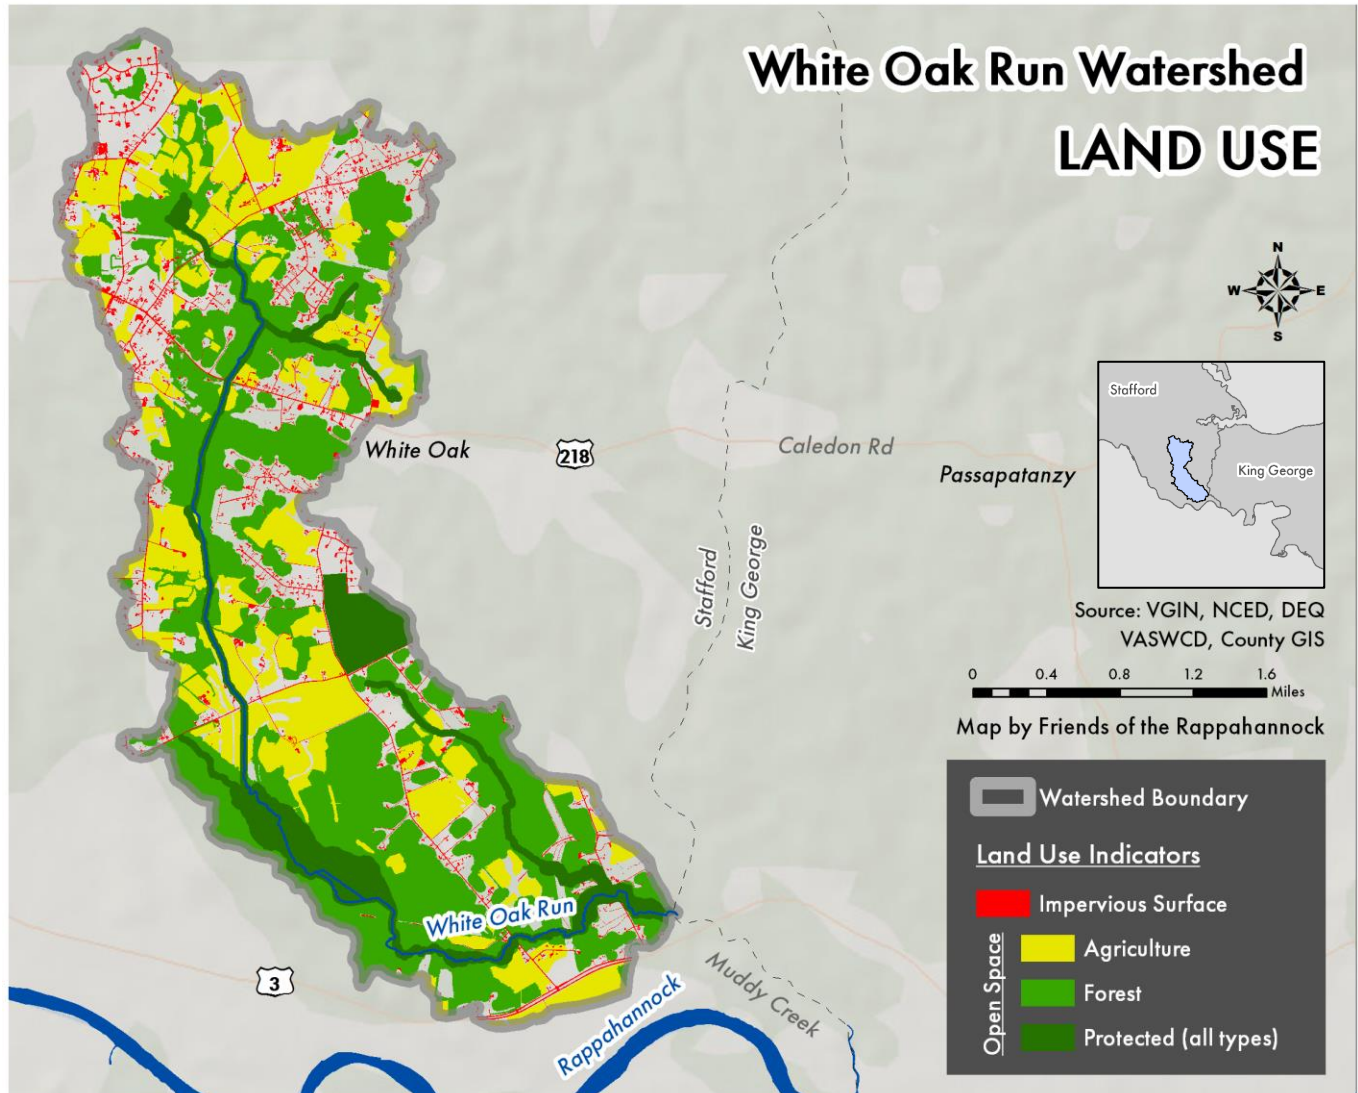 White Oak Run Watershed
LAND USE
N
W E
S
Stafford
King George
White Oak
218
Caledon Rd
Passapatanzy
Stafford
King George
Source: VGIN, NCED, DEQ
VASWCD, County GIS
0 0.4 0.8 1.2 1.6
Miles
Map by Friends of the Rappahannock
Watershed Boundary
Land Use Indicators
Impervious Surface
Open Space
Agriculture
Forest
Protected (all types)
White Oak Run
3
Rappahannock
Muddy Creek